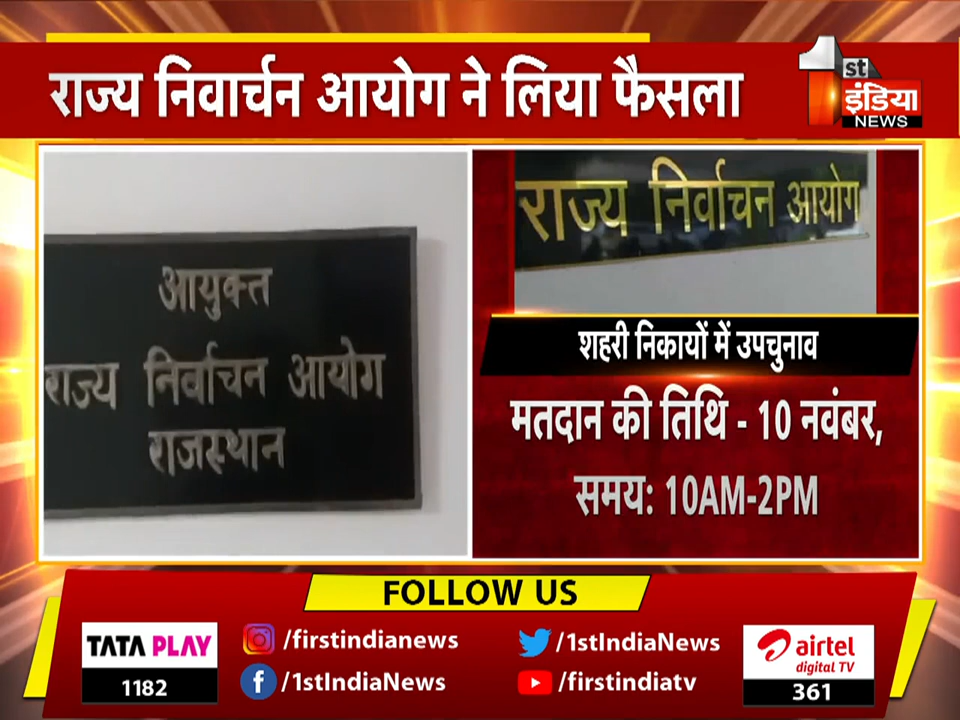 राज्य निवार्चन आयोग ने लिया फैसला
1st
इंडिया
NEWS
आयुक्त
राज्य निर्वाचन आयोग
राजस्थान
राज्य निर्वाचन आयोग
शहरी निकायों में उपचुनाव
मतदान की तिथि - 10 नवंबर,
समय: 10AM-2PM
FOLLOW US
TATA PLAY
1182
/firstindianews
/1stIndiaNews
/1stIndiaNews
/firstindiatv
airtel
digital TV
361